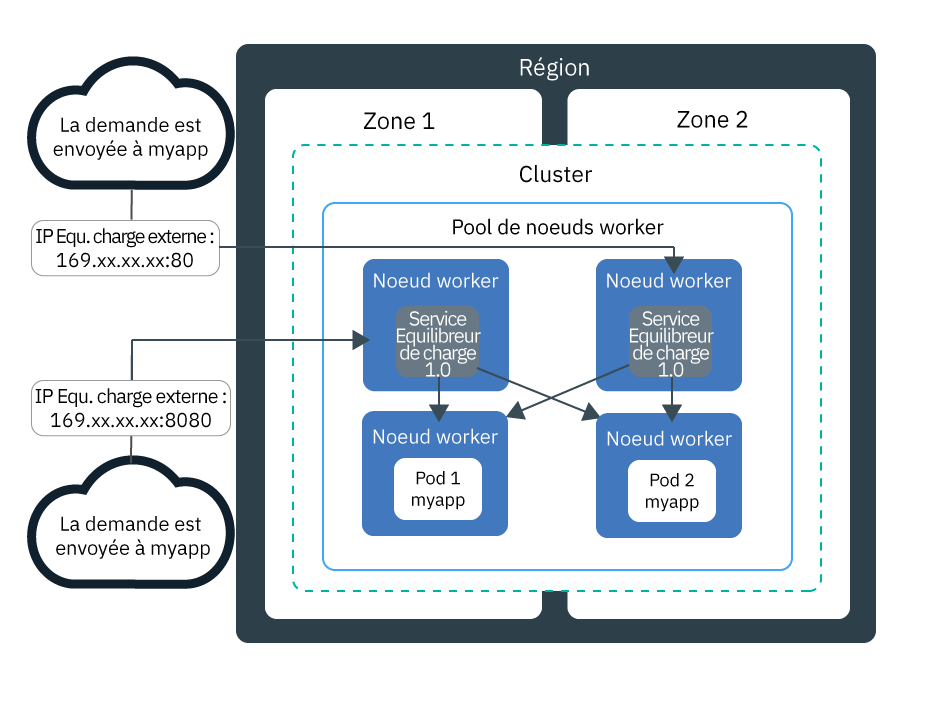 Région
Zone 1
Zone 2
Cluster
Pool de noeuds worker
La demande est
envoyée à myapp
IP Equ. charge externe :
169.xx.xx.xx:80
Noeud worker
Service
Equilibreur
de charge
1.0
Noeud worker
Service
Equilibreur
de charge
1.0
IP Equ. charge externe :
169.xx.xx.xx:8080
La demande est
envoyée à myapp
Noeud worker
Pod 1
myapp
Noeud worker
Pod 2
myapp